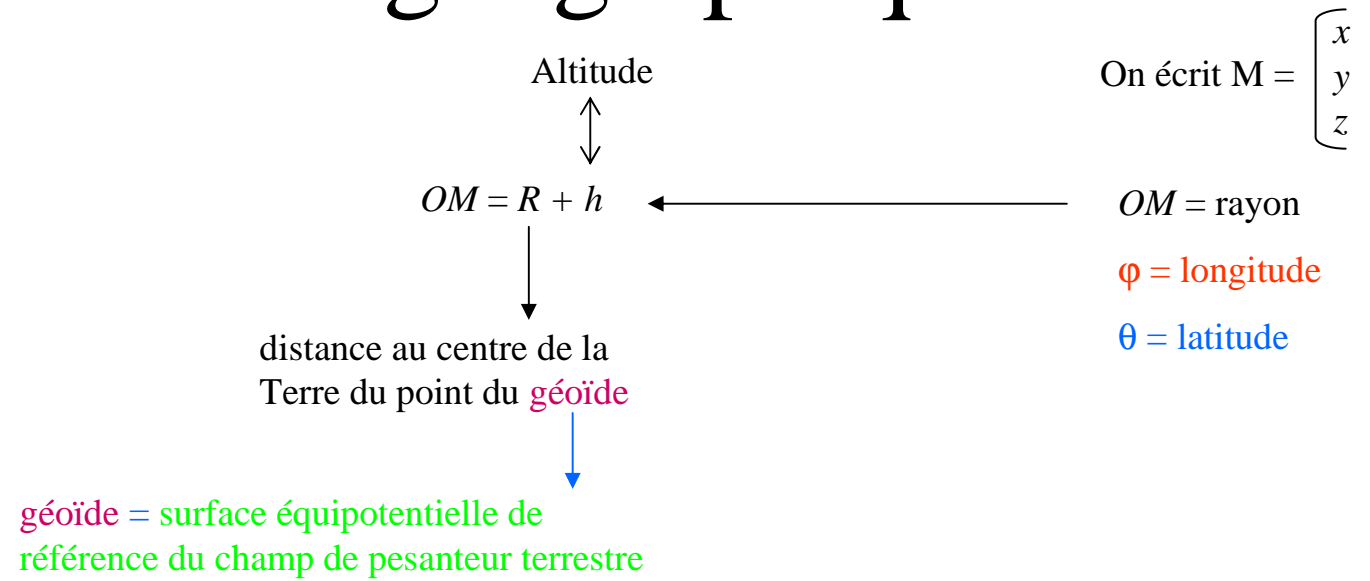 Altitude
On écrit M =
x
y
z
OM = R + h
OM = rayon
φ = longitude
θ = latitude
distance au centre de la
Terre du point du géoïde
géoïde = surface équipotentielle de
référence du champ de pesanteur terrestre